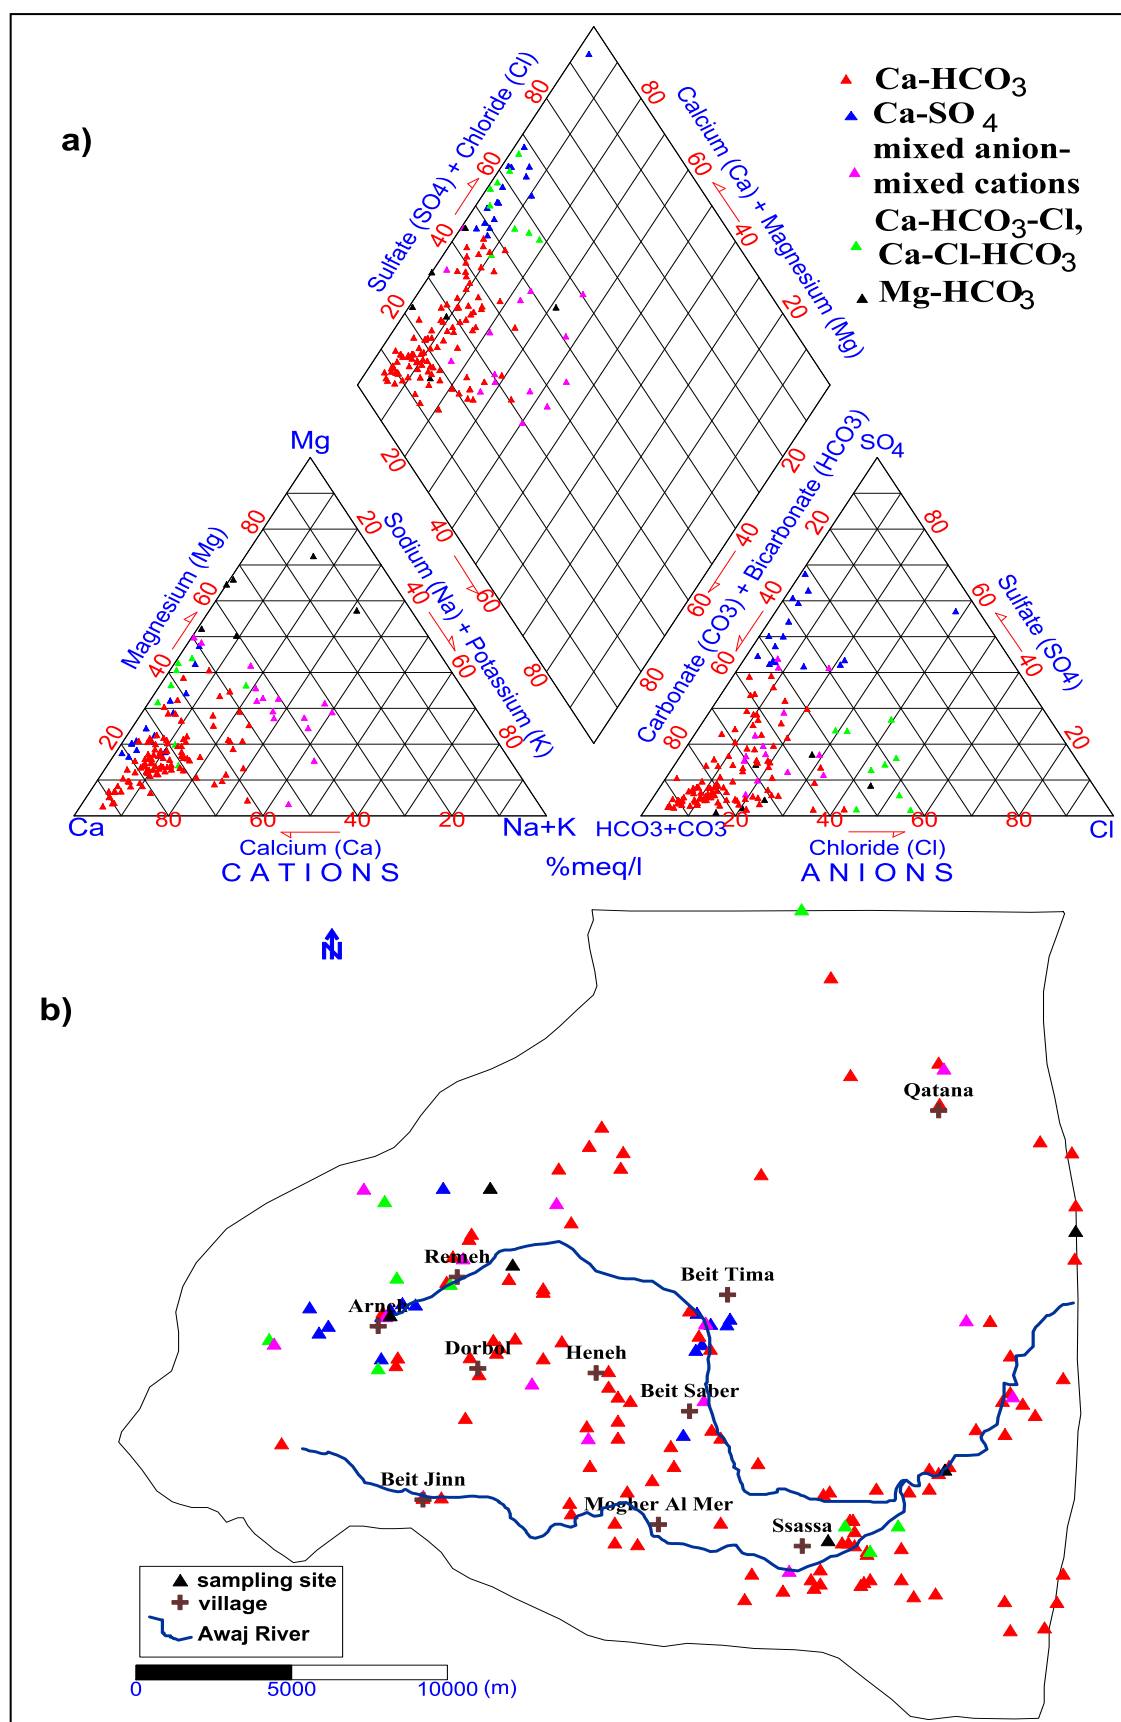 a)
Ca-HCO3
Ca-SO 4
mixed anion-
mixed cations
Ca-HCO3-Cl,
Ca-Cl-HCO3
Mg-HCO3
Sulfate (SO4) + Chloride (Cl)
Calcium (Ca) + Magnesium (Mg)
80
60
40
20
80
60
40
20
20
40
60
80
20
40
60
80
Mg
Magnesium (Mg)
Sodium (Na) + Potassium (K)
80
60
40
20
20
40
60
80
Ca
80
60
40
20
Na+K
Calcium (Ca)
CATIONS
%meq/l
SO4
Carbonate (CO3) + Bicarbonate (HCO3)
Sulfate (SO4)
20
40
60
80
80
60
40
20
HCO3+CO3
20
40
60
80
Cl
Chloride (Cl)
ANIONS
N
b)
Qatana
Remeh
Beit Tima
Arneh
Dorbol
Heneh
Beit Saber
Beit Jinn
Mogher Al Mer
Ssassa
sampling site
village
Awaj River
0 5000 10000 (m)